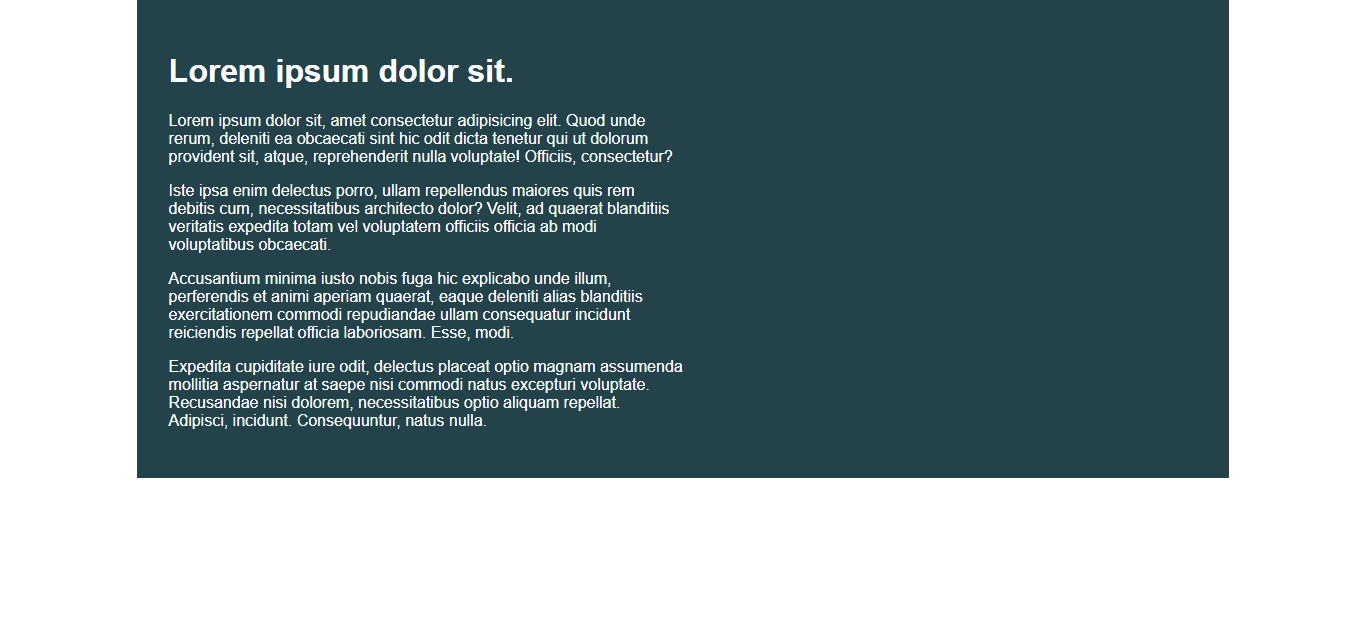 Lorem ipsum dolor sit.
Lorem ipsum dolor sit, amet consectetur adipisicing elit. Quod unde
rerum, deleniti ea obcaecati sint hic odit dicta tenetur qui ut dolorum
provident sit, atque, reprehenderit nulla voluptate! Officiis, consectetur?
Iste ipsa enim delectus porro, ullam repellendus maiores quis rem
debitis cum, necessitatibus architecto dolor? Velit, ad quaerat blanditiis
veritatis expedita totam vel voluptatem officiis officia ab modi
voluptatibus obcaecati.
Accusantium minima iusto nobis fuga hic explicabo unde illum,
perferendis et animi aperiam quaerat, eaque deleniti alias blanditiis
exercitationem commodi repudiandae ullam consequatur incidunt
reiciendis repellat officia laboriosam. Esse, modi.
Expedita cupiditate iure odit, delectus placeat optio magnam assumenda
mollitia aspernatur at saepe nisi commodi natus excepturi voluptate.
Recusandae nisi dolorem, necessitatibus optio aliquam repellat.
Adipisci, incidunt. Consequuntur, natus nulla.